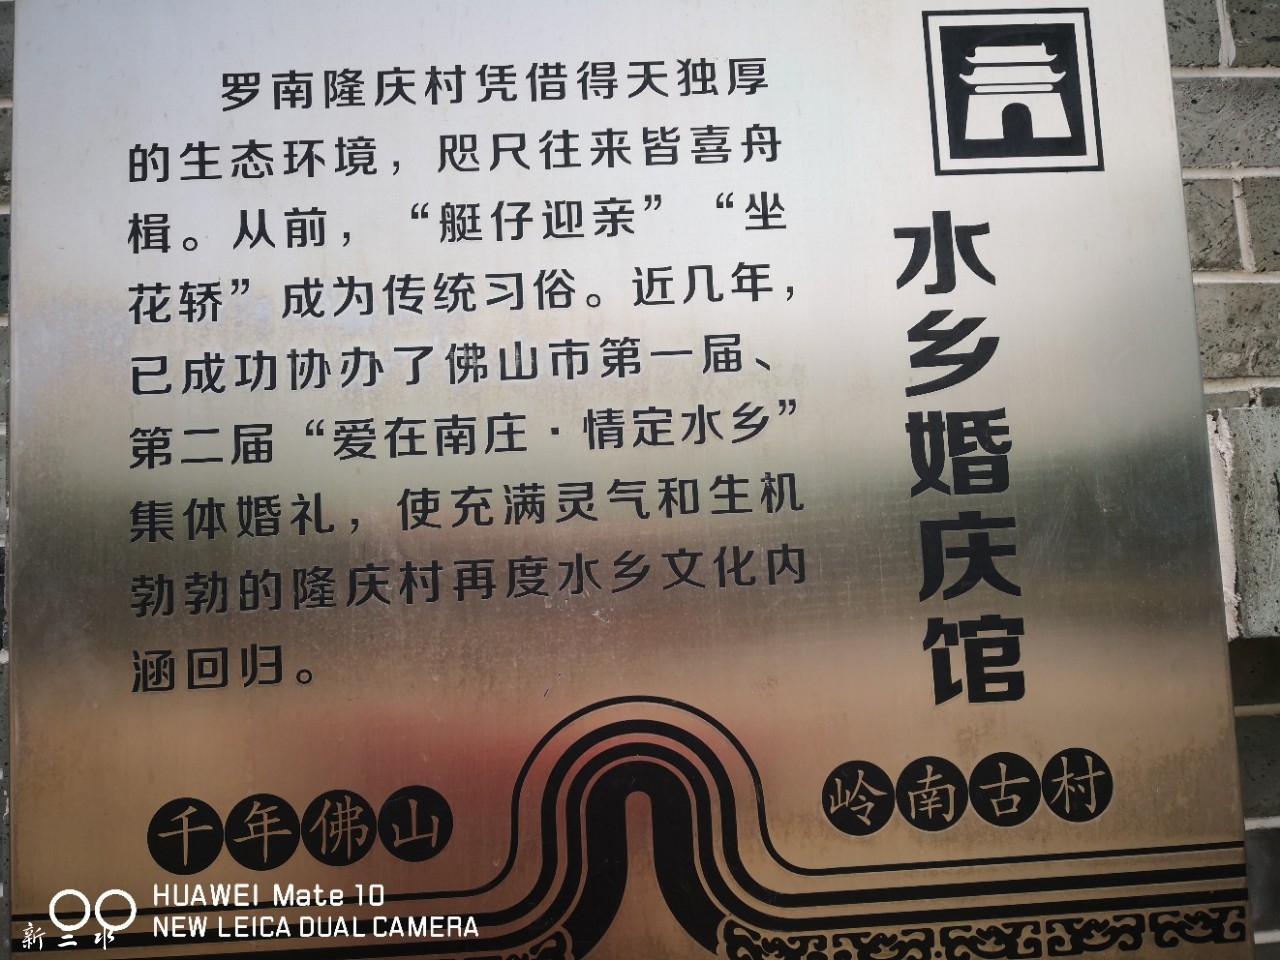 水乡婚庆馆
罗南隆庆村凭借得天独厚
的生态环境，咫尺往来皆喜舟
楫。从前，“艇仔迎亲”“坐
花轿”成为传统习俗。近几年，
已成功协办了佛山市第一届、
第二届“爱在南庄·情定水乡”
集体婚礼，使充满灵气和生机
勃勃的隆庆村再度水乡文化内
涵回归。
千年佛山
岭南古村
HUAWEI Mate 10
NEW LEICA DUAL CAMERA
新三水